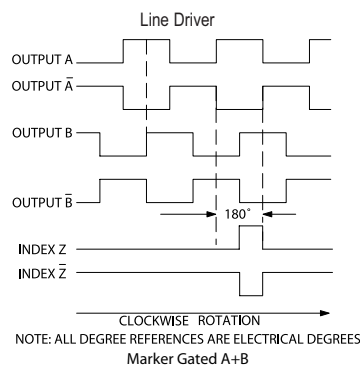 Line Driver
OUTPUT A
OUTPUT A̅
OUTPUT B
OUTPUT B̅
180°
INDEX Z
INDEX Z̅
CLOCKWISE ROTATION
NOTE: ALL DEGREE REFERENCES ARE ELECTRICAL DEGREES
Marker Gated A+B